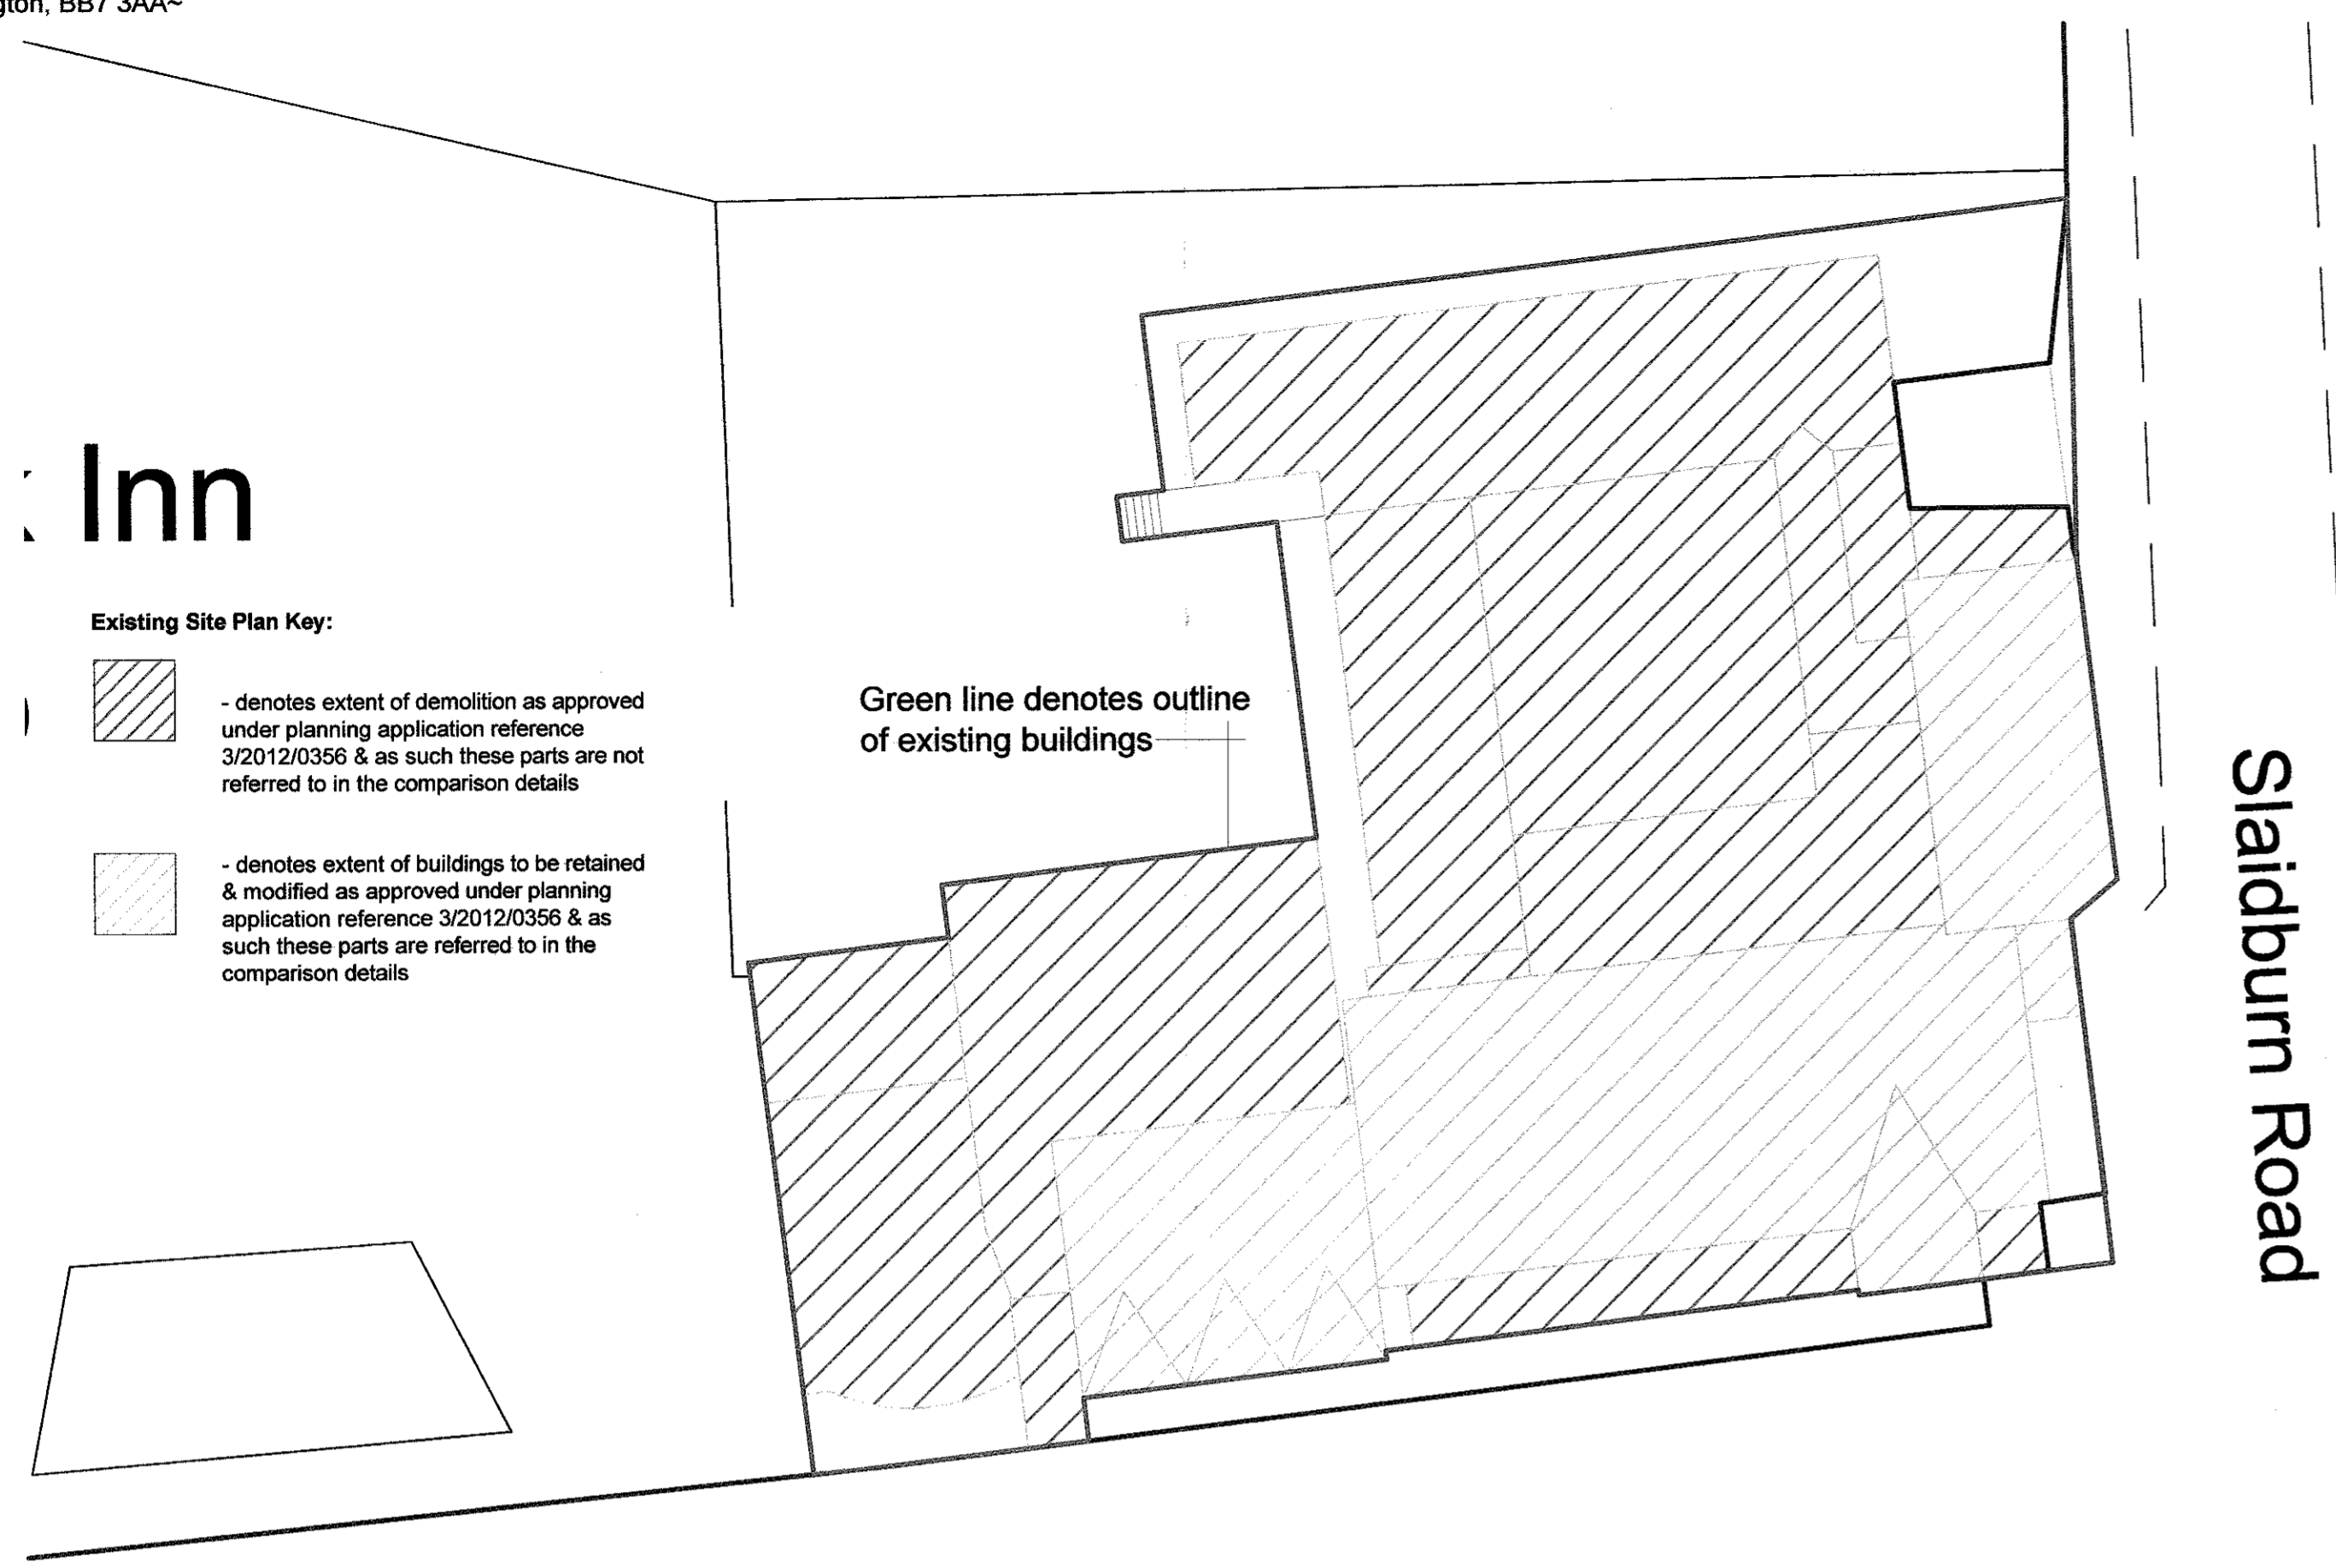 BB7 3AA~
Inn
Existing Site Plan Key:
- denotes extent of demolition as approved
under planning application reference
3/2012/0356 & as such these parts are not
referred to in the comparison details
- denotes extent of buildings to be retained
& modified as approved under planning
application reference 3/2012/0356 & as
such these parts are referred to in the
comparison details
Green line denotes outline
of existing buildings
Slaidburn Road